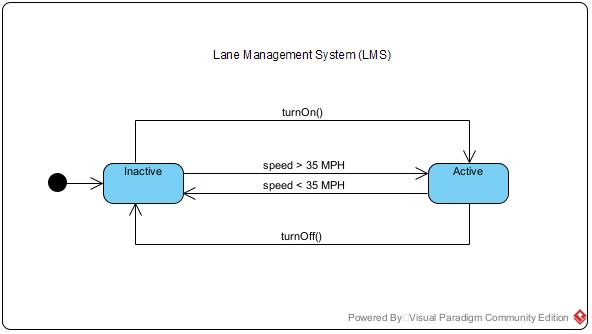 Lane Management System (LMS)
turnOn()
Inactive
speed > 35 MPH
speed < 35 MPH
Active
turnOff()
Powered By Visual Paradigm Community Edition